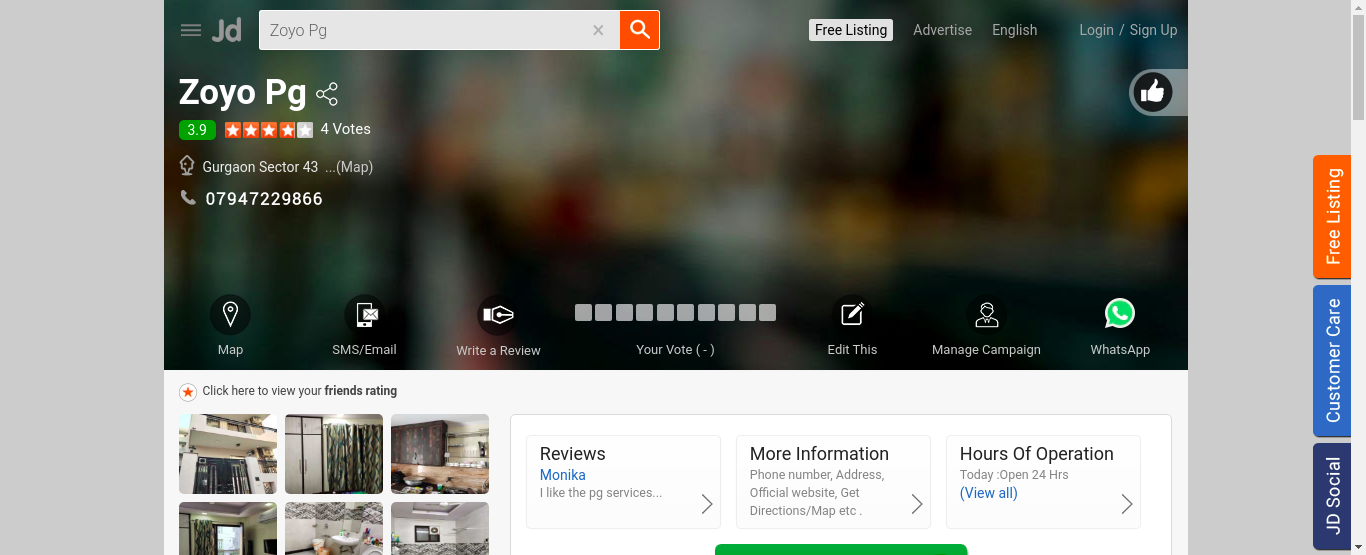 Jd
Zoyo Pg
Free Listing
Advertise
English
Login / Sign Up
Zoyo Pg
3.9
4 Votes
Gurgaon Sector 43 ...(Map)
07947229866
Map
SMS/Email
Write a Review
Your Vote ( - )
Edit This
Manage Campaign
WhatsApp
Click here to view your friends rating
Reviews
Monika
I like the pg services...
More Information
Phone number, Address,
Official website, Get
Directions/Map etc .
Hours Of Operation
Today :Open 24 Hrs
(View all)
Free Listing
Customer Care
JD Social